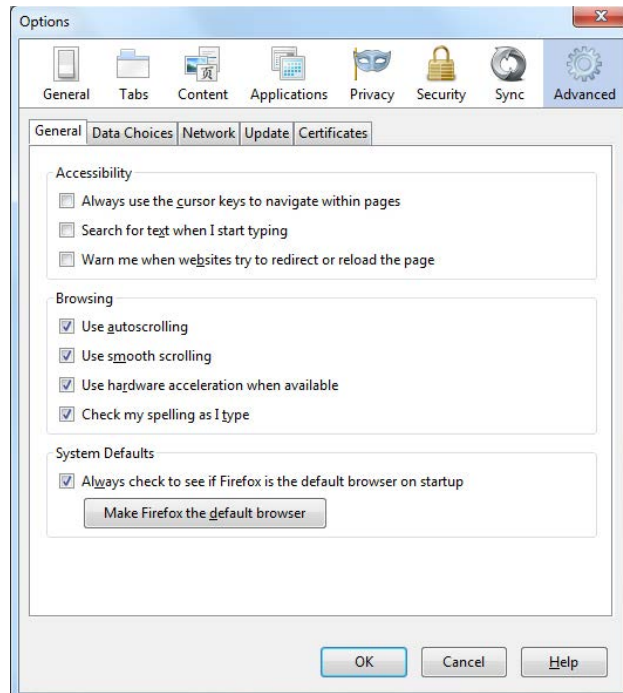 Options
General Tabs Content Applications Privacy Security Sync Advanced
General Data Choices Network Update Certificates
Accessibility
Always use the cursor keys to navigate within pages
Search for text when I start typing
Warn me when websites try to redirect or reload the page
Browsing
Use autoscrolling
Use smooth scrolling
Use hardware acceleration when available
Check my spelling as I type
System Defaults
Always check to see if Firefox is the default browser on startup
Make Firefox the default browser
OK Cancel Help